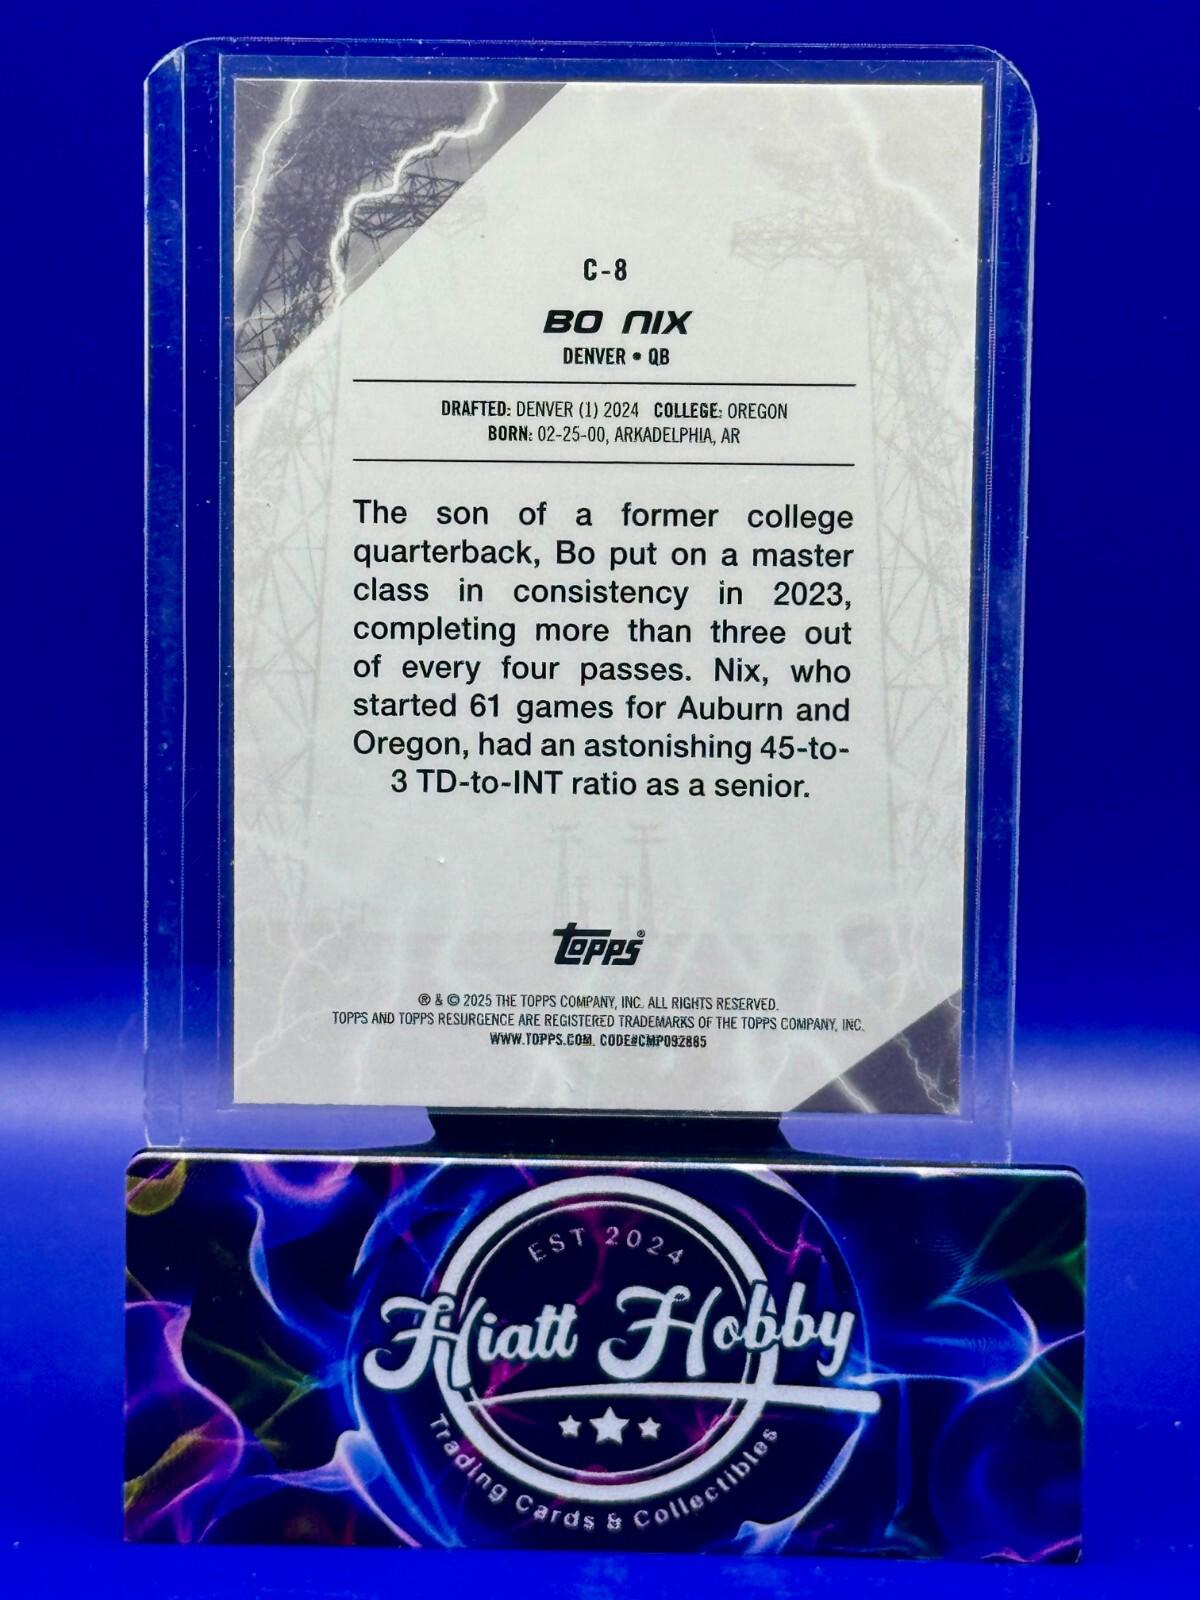 C-8
BO NIX
DENVER • QB
DRAFTED: DENVER (1) 2024 COLLEGE: OREGON
BORN: 02-25-00, ARKADELPHIA, AR
The son of a former college
quarterback, Bo put on a master
class in consistency in 2023,
completing more than three out
of every four passes. Nix, who
started 61 games for Auburn and
Oregon, had an astonishing 45-to-
3 TD-to-INT ratio as a senior.
topps®
® & © 2025 THE TOPPS COMPANY, INC. ALL RIGHTS RESERVED.
TOPPS AND TOPPS RESURGENCE ARE REGISTERED TRADEMARKS OF THE TOPPS COMPANY, INC.
WWW.TOPPS.COM. CODE#CMP092885
EST 2024
Hiatt Hobby
Trading Cards & Collectibles